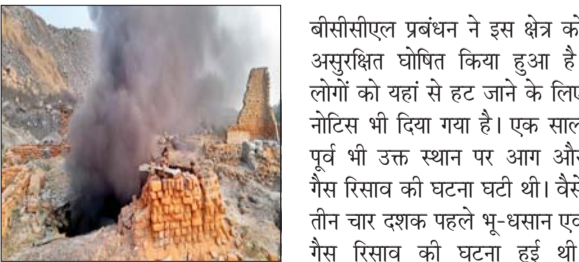 बीसीसीएल प्रबंधन ने इस क्षेत्र को
असुरक्षित घोषित किया हुआ है
लोगों को यहां से हट जाने के लिए
नोटिस भी दिया गया है। एक साल
पूर्व भी उक्त स्थान पर आग और
गैस रिसाव की घटना घटी थी। वैसे
तीन चार दशक पहले भू-धसान एवं
गैस रिसाव की घटना हुई थी